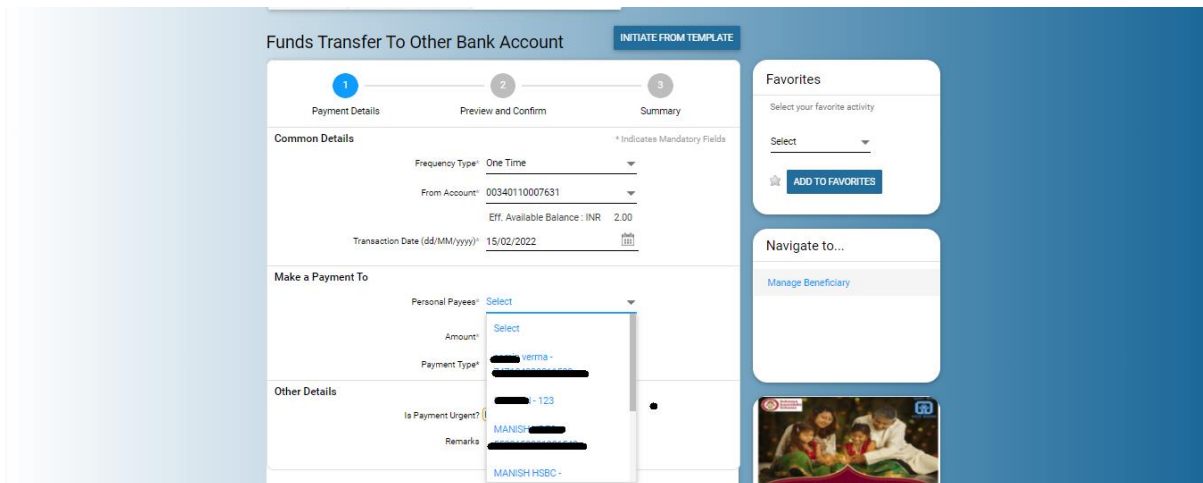 Funds Transfer To Other Bank Account
INITIATE FROM TEMPLATE
1
2
3
Payment Details
Preview and Confirm
Summary
Common Details
* Indicates Mandatory Fields
Frequency Type* One Time
From Account* 00340110007631
Eff. Available Balance : INR 2.00
Transaction Date (dd/MM/yyyy)* 15/02/2022
Make a Payment To
Personal Payees* Select
Select
Amount*
verma -
Payment Type*
Other Details
- 123
Is Payment Urgent?
MANISH
Remarks
MANISH HSBC -
Favorites
Select your favorite activity
Select
ADD TO FAVORITES
Navigate to...
Manage Beneficiary